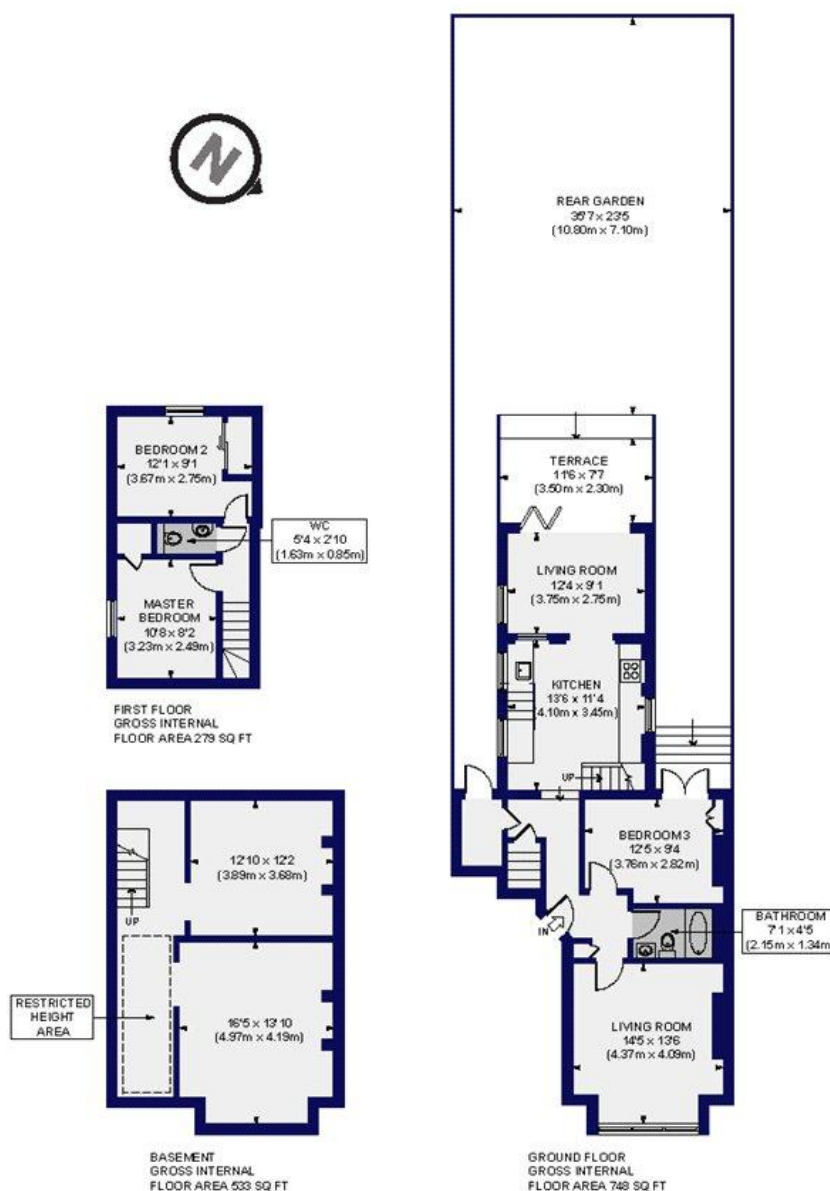 N
REAR GARDEN
35'7 x 23'5
(10.80m x 7.10m)
TERRACE
11'6 x 7'7
(3.50m x 2.30m)
LIVING ROOM
12'4 x 9'1
(3.75m x 2.75m)
KITCHEN
13'6 x 11'4
(4.10m x 3.45m)
UP
BEDROOM 3
12'5 x 9'4
(3.76m x 2.82m)
IN
BATHROOM
7'1 x 4'5
(2.15m x 1.34m)
LIVING ROOM
14'5 x 13'6
(4.37m x 4.09m)
GROUND FLOOR
GROSS INTERNAL
FLOOR AREA 748 SQ FT
BEDROOM 2
12'1 x 9'1
(3.67m x 2.75m)
WC
5'4 x 2'10
(1.63m x 0.85m)
MASTER
BEDROOM
10'8 x 8'2
(3.23m x 2.49m)
FIRST FLOOR
GROSS INTERNAL
FLOOR AREA 279 SQ FT
12'10 x 12'2
(3.89m x 3.68m)
UP
RESTRICTED
HEIGHT
AREA
16'5 x 13'10
(4.97m x 4.19m)
BASEMENT
GROSS INTERNAL
FLOOR AREA 533 SQ FT